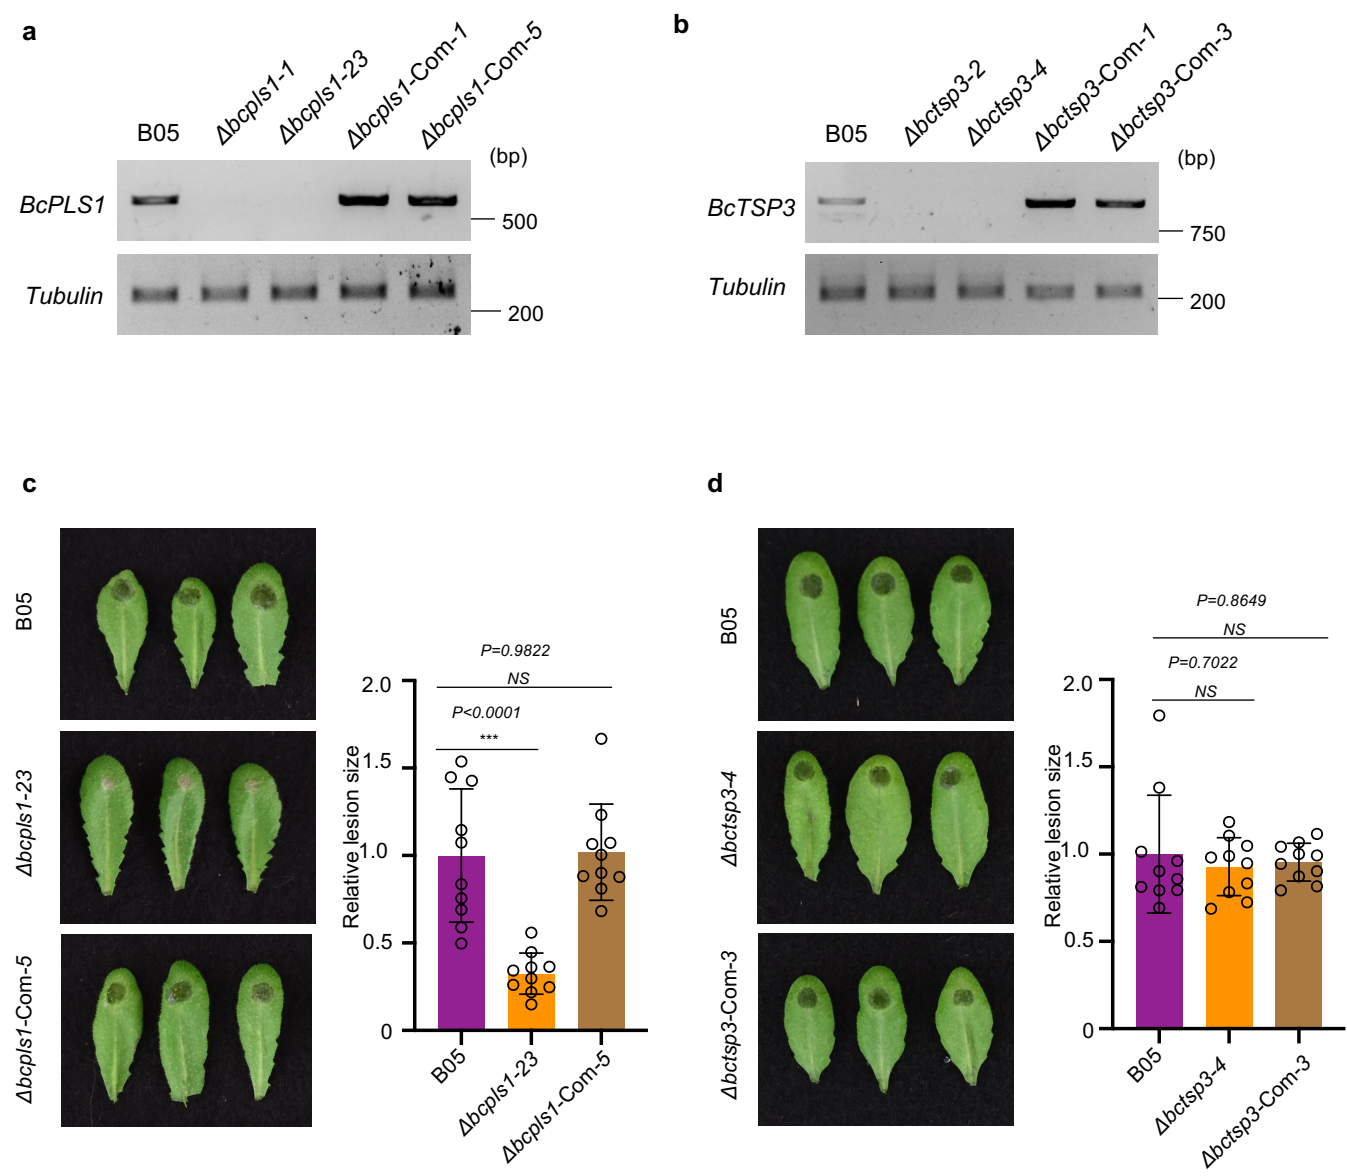 a
B05
Δbcpls1-1
Δbcpls1-23
Δbcpls1-Com-1
Δbcpls1-Com-5
(bp)
BcPLS1
500
Tubulin
200
b
B05
Δbctsp3-2
Δbctsp3-4
Δbctsp3-Com-1
Δbctsp3-Com-3
(bp)
BcTSP3
750
Tubulin
200
c
B05
Δbcpls1-23
Δbcpls1-Com-5
P=0.9822
NS
P<0.0001
***
Relative lesion size
2.0
1.5
1.0
0.5
0
B05
Δbcpls1-23
Δbcpls1-Com-5
d
B05
Δbctsp3-4
Δbctsp3-Com-3
P=0.8649
NS
P=0.7022
NS
Relative lesion size
2.0
1.5
1.0
0.5
0
B05
Δbctsp3-4
Δbctsp3-Com-3